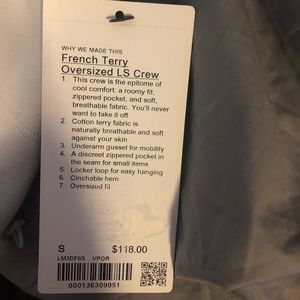 WHY WE MADE THIS
French Terry
Oversized LS Crew
1. This crew is the epitome of
cool comfort: a roomy fit,
zippered pocket, and soft,
breathable fabric. You'll never
want to take it off
2. Cotton terry fabric is
naturally breathable and soft
against your skin
3. Underarm gusset for mobility
4. A discreet zippered pocket in
the seam for small items
5. Locker loop for easy hanging
6. Cinchable hem
7. Oversized fit
S $118.00
LM3DF8S VPOR
000136309951